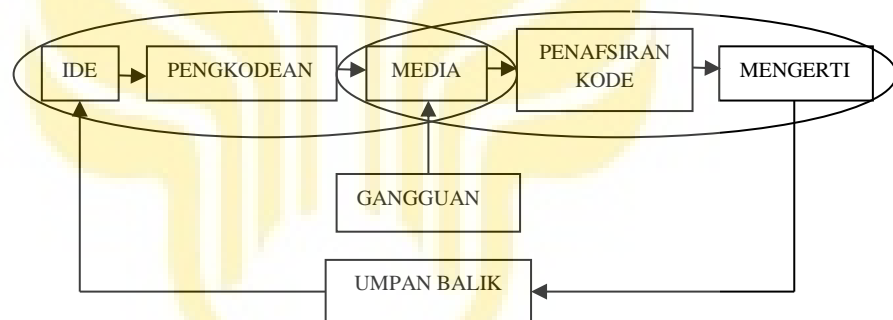 IDE
PENGKODEAN
MEDIA
PENAFSIRAN
KODE
MENGERTI
GANGGUAN
UMPAN BALIK